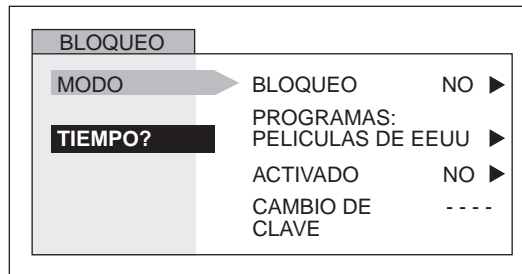 BLOQUEO
MODO
TIEMPO?
BLOQUEO NO ▶
PROGRAMAS:
PELICULAS DE EEUU ▶
ACTIVADO NO ▶
CAMBIO DE - - - -
CLAVE